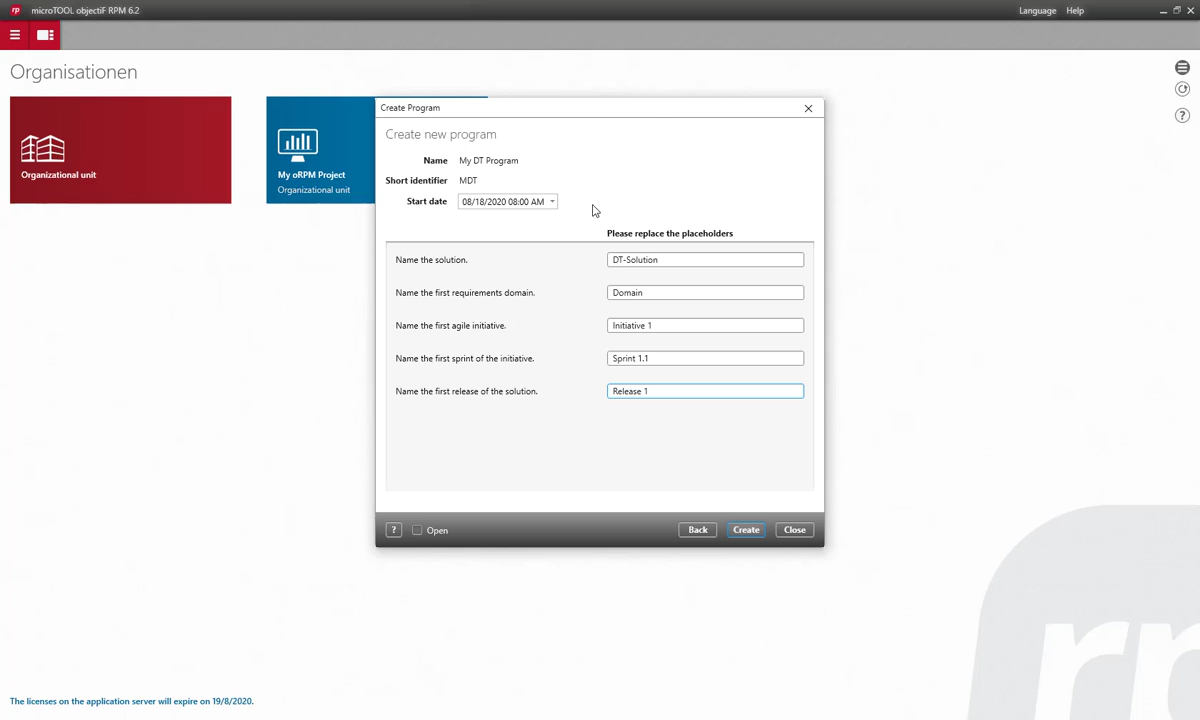 rp microTOOL objectiF RPM 6.2
Language Help
Organisationen
Organizational unit
My oRPM Project
Organizational unit
Create Program
Create new program
Name My DT Program
Short identifier MDT
Start date 08/18/2020 08:00 AM
Please replace the placeholders
Name the solution. DT-Solution
Name the first requirements domain. Domain
Name the first agile initiative. Initiative 1
Name the first sprint of the initiative. Sprint 1.1
Name the first release of the solution. Release 1
? Open Back Create Close
?
rp
The licenses on the application server will expire on 19/8/2020.